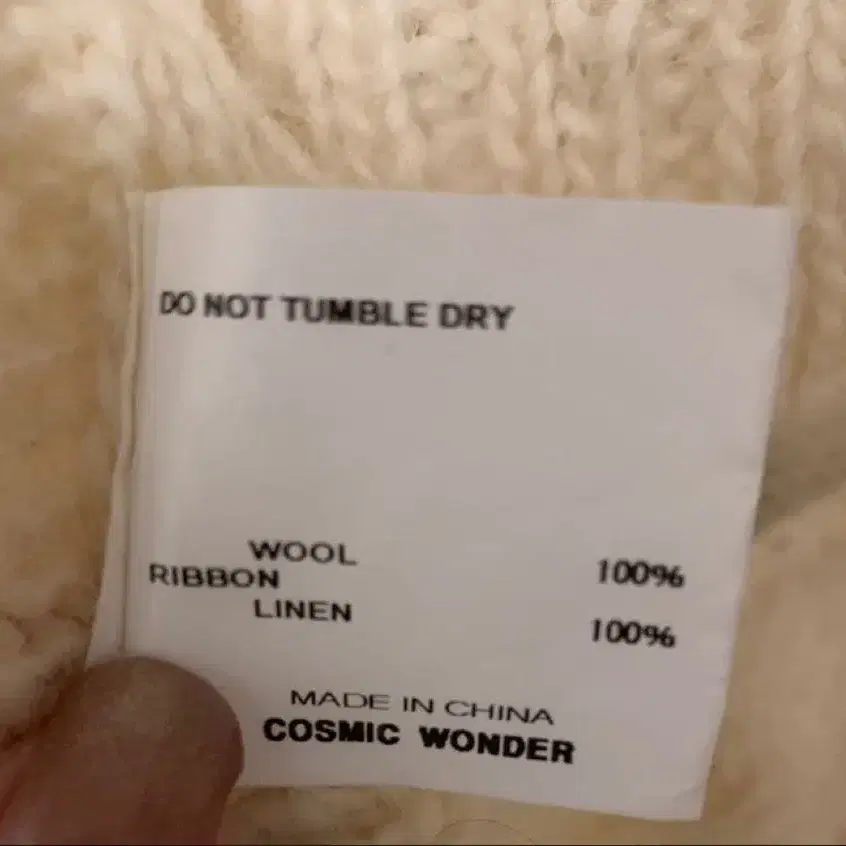 DO NOT TUMBLE DRY
WOOL 100%
RIBBON
LINEN 100%
MADE IN CHINA
COSMIC WONDER